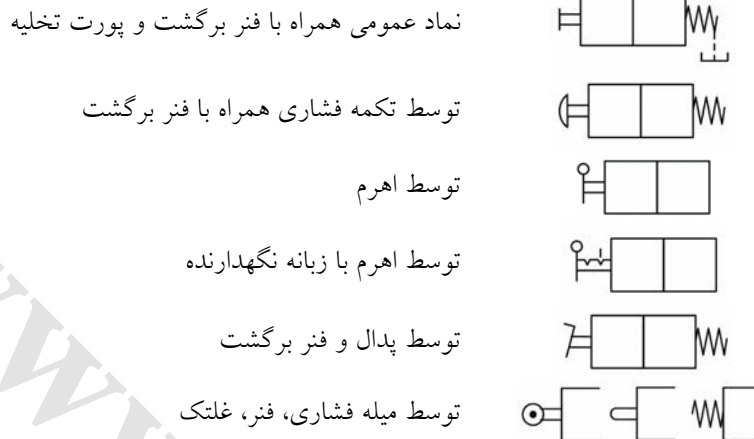 نماد عمومی همراه با فنر برگشت و پورت تخلیه
توسط تکمه فشاری همراه با فنر برگشت
توسط اهرم
توسط اهرم با زبانه نگهدارنده
توسط پدال و فنر برگشت
توسط میله فشاری، فنر، غلتک